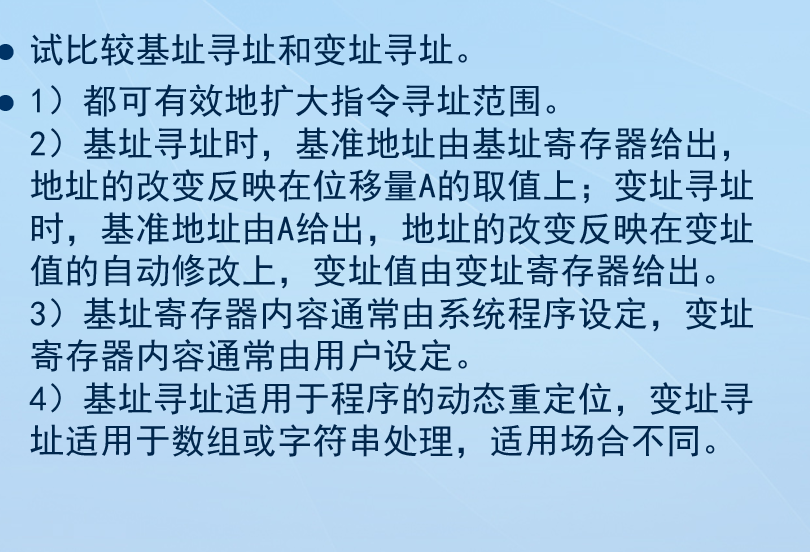 试比较基址寻址和变址寻址。
1）都可有效地扩大指令寻址范围。
2）基址寻址时，基准地址由基址寄存器给出，
地址的改变反映在位移量A的取值上；变址寻址
时，基准地址由A给出，地址的改变反映在变址
值的自动修改上，变址值由变址寄存器给出。
3）基址寄存器内容通常由系统程序设定，变址
寄存器内容通常由用户设定。
4）基址寻址适用于程序的动态重定位，变址寻
址适用于数组或字符串处理，适用场合不同。